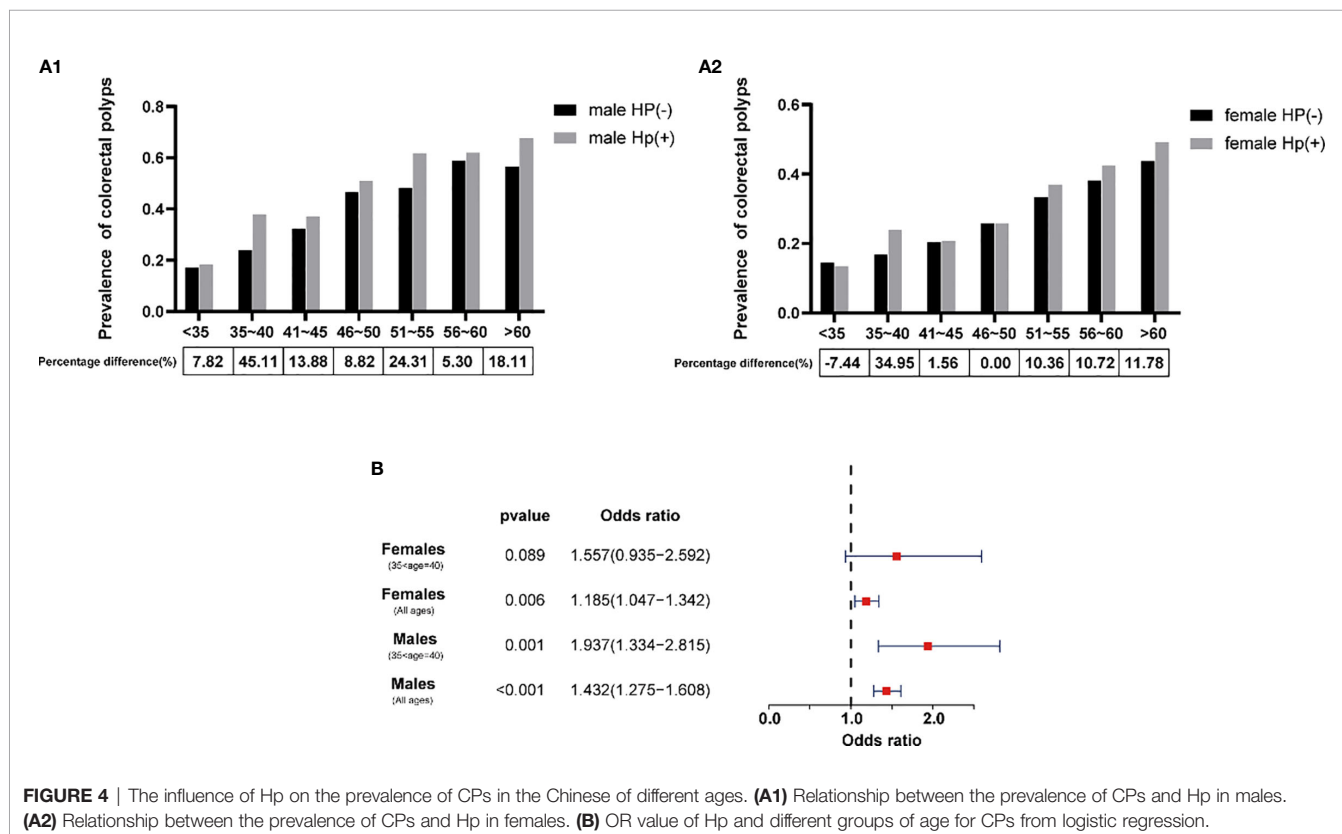 A1
Prevalence of colorectal polyps
0.8
0.6
0.4
0.2
0.0
male HP(-)
male Hp(+)
<35 35~40 41~45 46~50 51~55 56~60 >60
Percentage difference(%) 7.82 45.11 13.88 8.82 24.31 5.30 18.11
A2
Prevalence of colorectal polyps
0.6
0.4
0.2
0.0
female HP(-)
female Hp(+)
<35 35~40 41~45 46~50 51~55 56~60 >60
Percentage difference(%) -7.44 34.95 1.56 0.00 10.36 10.72 11.78
B
pvalue Odds ratio
Females 0.089 1.557(0.935−2.592)
(35<age=40)
Females 0.006 1.185(1.047−1.342)
(All ages)
Males 0.001 1.937(1.334−2.815)
(35<age=40)
Males <0.001 1.432(1.275−1.608)
(All ages)
0.0 1.0 2.0
Odds ratio
FIGURE 4 | The influence of Hp on the prevalence of CPs in the Chinese of different ages. (A1) Relationship between the prevalence of CPs and Hp in males.
(A2) Relationship between the prevalence of CPs and Hp in females. (B) OR value of Hp and different groups of age for CPs from logistic regression.